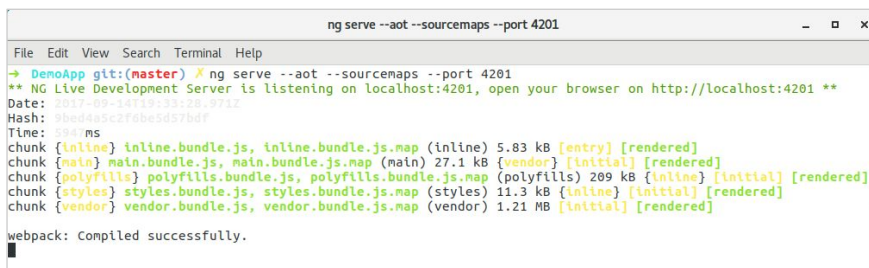 ng serve --aot --sourcemaps --port 4201
File Edit View Search Terminal Help
→ DemoApp git:(master) ✗ ng serve --aot --sourcemaps --port 4201
** NG Live Development Server is listening on localhost:4201, open your browser on http://localhost:4201 **
Date: 2017-09-14T19:33:28.971Z
Hash: 9bed4a5c2f6be5d57bdf
Time: 5947ms
chunk {inline} inline.bundle.js, inline.bundle.js.map (inline) 5.83 kB [entry] [rendered]
chunk {main} main.bundle.js, main.bundle.js.map (main) 27.1 kB {vendor} [initial] [rendered]
chunk {polyfills} polyfills.bundle.js, polyfills.bundle.js.map (polyfills) 209 kB {inline} [initial] [rendered]
chunk {styles} styles.bundle.js, styles.bundle.js.map (styles) 11.3 kB {inline} [initial] [rendered]
chunk {vendor} vendor.bundle.js, vendor.bundle.js.map (vendor) 1.21 MB [initial] [rendered]
webpack: Compiled successfully.